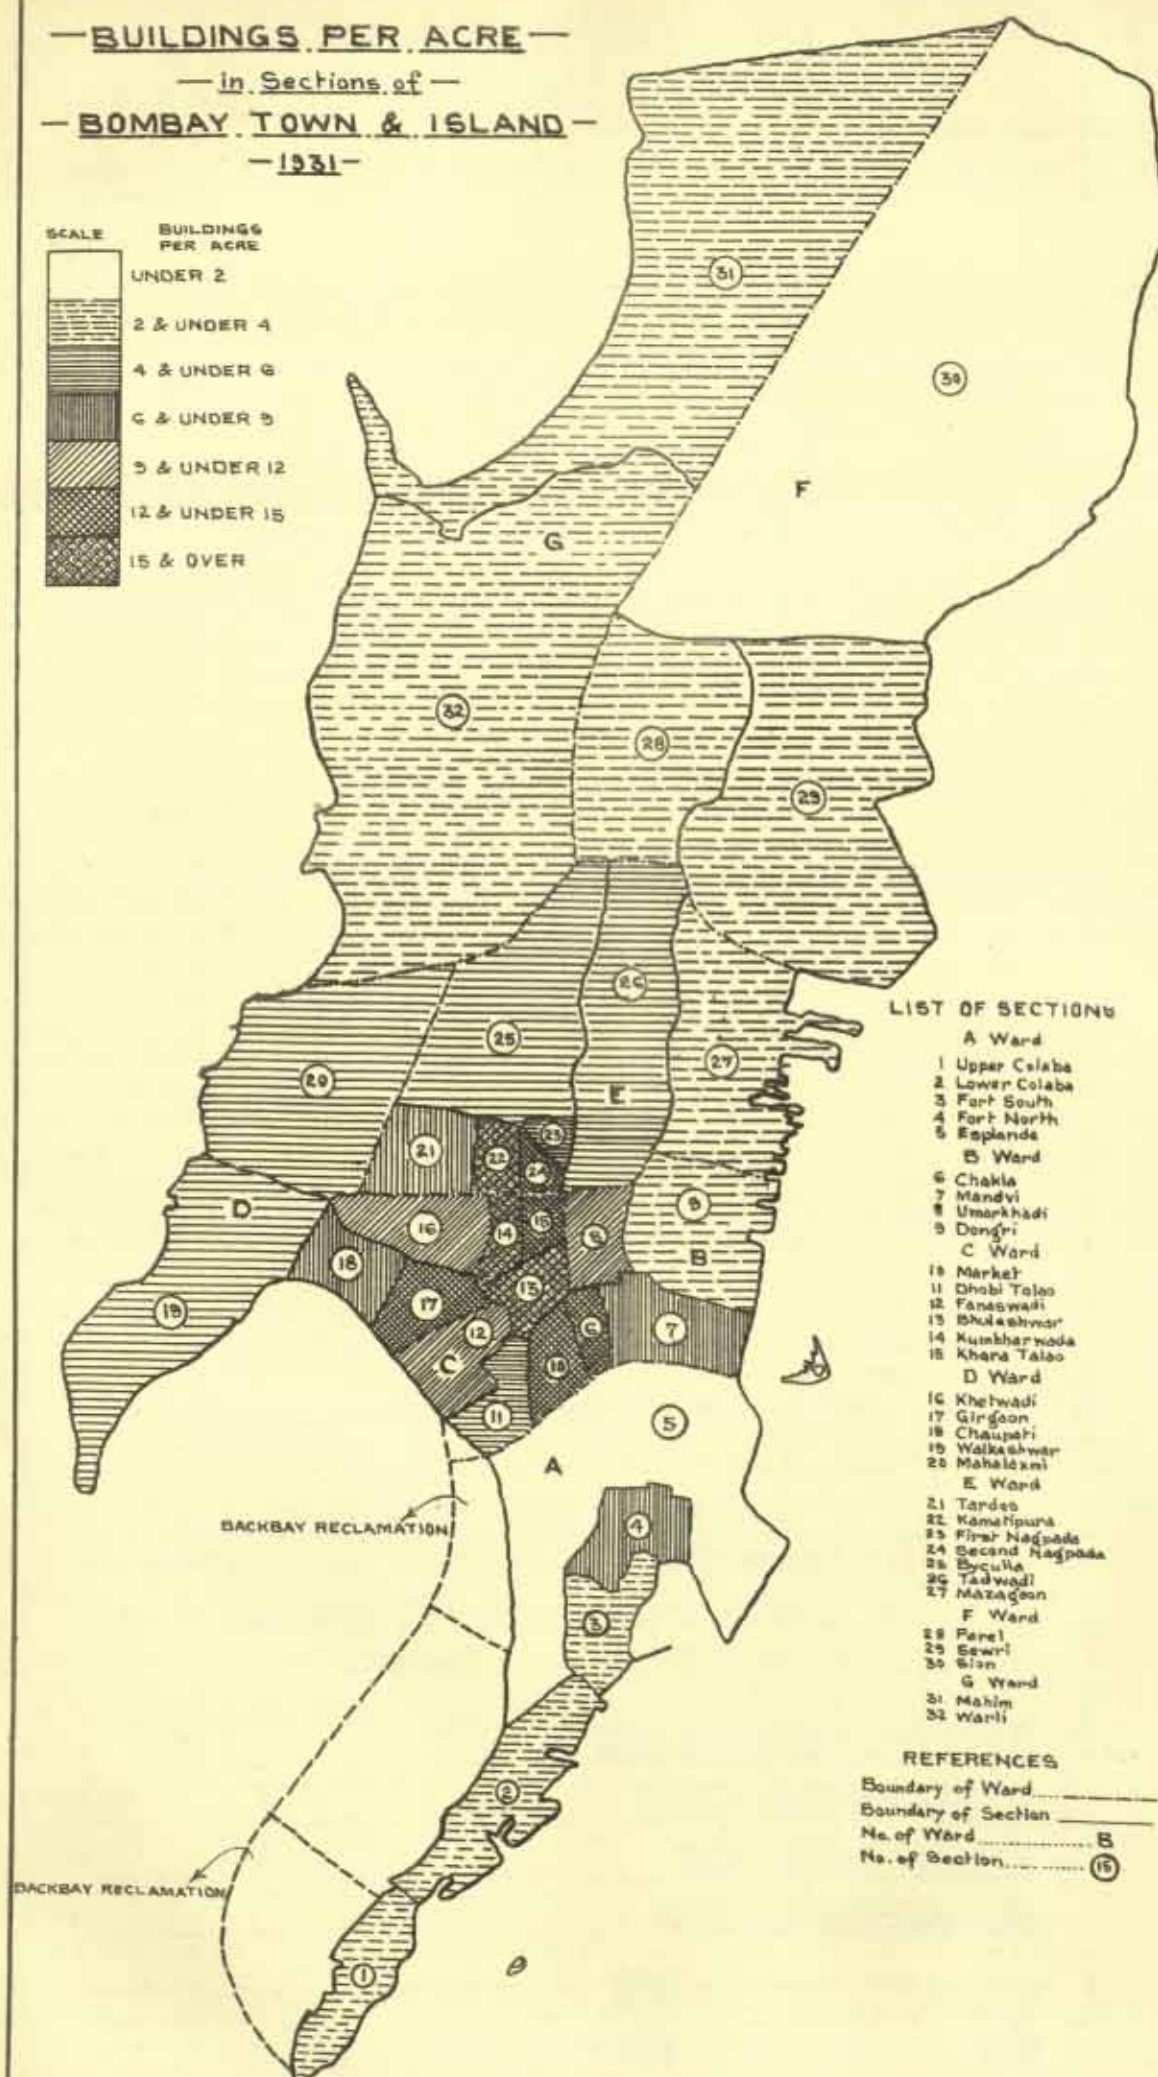 BUILDINGS PER ACRE
in Sections of
BOMBAY TOWN & ISLAND
1931
SCALE
BUILDINGS
PER ACRE
UNDER 2
2 & UNDER 4
4 & UNDER 6
6 & UNDER 9
9 & UNDER 12
12 & UNDER 15
15 & OVER
31
30
F
G
32
28
29
26
25
27
20
E
23
21
22
24
D
9
16
14
15
8
B
18
13
19
17
12
6
7
C
10
11
5
A
4
BACKBAY RECLAMATION
3
2
BACKBAY RECLAMATION
1
LIST OF SECTIONS
A Ward
1 Upper Colaba
2 Lower Colaba
3 Fort South
4 Fort North
5 Esplande
B Ward
6 Chakla
7 Mandvi
8 Umarkhadi
9 Dongri
C Ward
10 Market
11 Dhobi Talao
12 Fanaswadi
13 Bhuleshwar
14 Kumbharwada
15 Khara Talao
D Ward
16 Khetwadi
17 Girgaon
18 Chaupati
19 Walkeshwar
20 Mahalaxmi
E Ward
21 Tardeo
22 Kamatipura
23 First Nagpada
24 Second Nagpada
25 Byculla
26 Tadwadi
27 Mazagaon
F Ward
28 Parel
29 Sewri
30 Sion
G Ward
31 Mahim
32 Warli
REFERENCES
Boundary of Ward
Boundary of Section
No. of Ward B
No. of Section 15